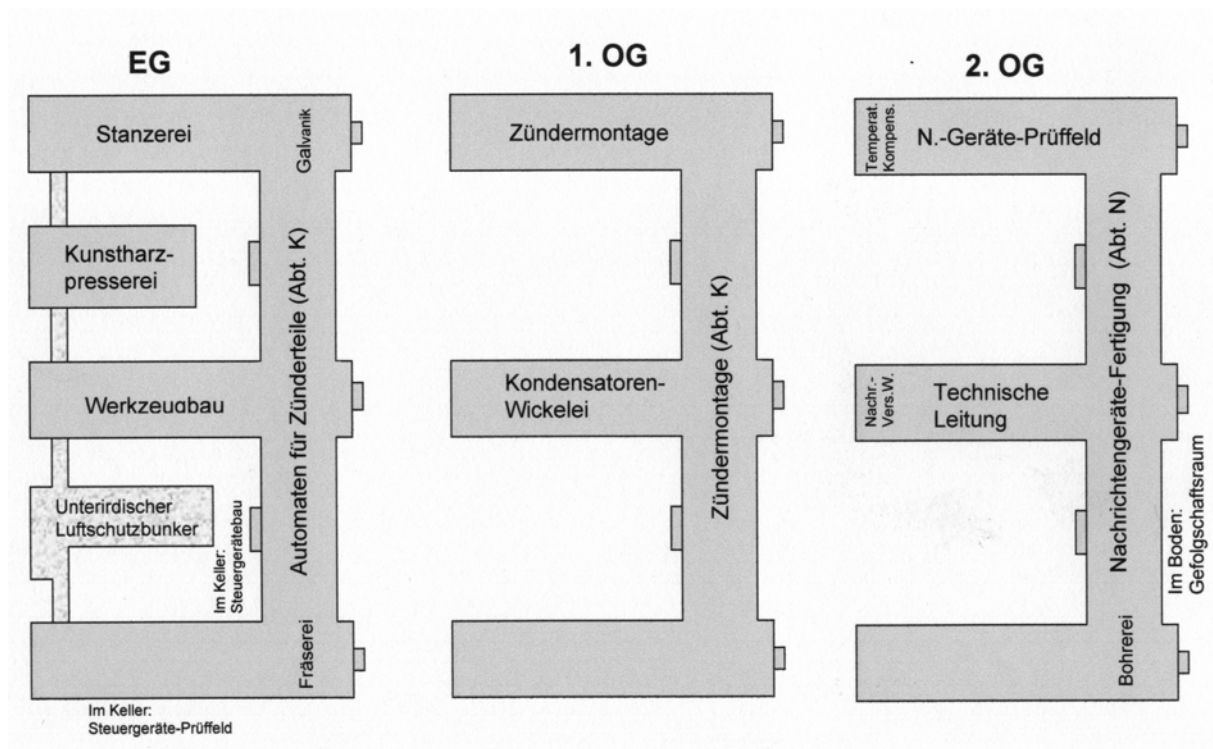 EG
Stanzerei
Galvanik
Kunstharz-
presserei
Automaten für Zünderteile (Abt. K)
Werkzeugbau
Unterirdischer
Luftschutzbunker
Im Keller:
Steuergerätebau
Fräserei
Im Keller:
Steuergeräte-Prüffeld
1. OG
Zündermontage
Zündermontage (Abt. K)
Kondensatoren-
Wickelei
2. OG
Temperat.
Kompens.
N.-Geräte-Prüffeld
Nachrichtengeräte-Fertigung (Abt. N)
Nachr.-
Vers.W.
Technische
Leitung
Im Boden:
Gefolgschaftsraum
Bohrerei